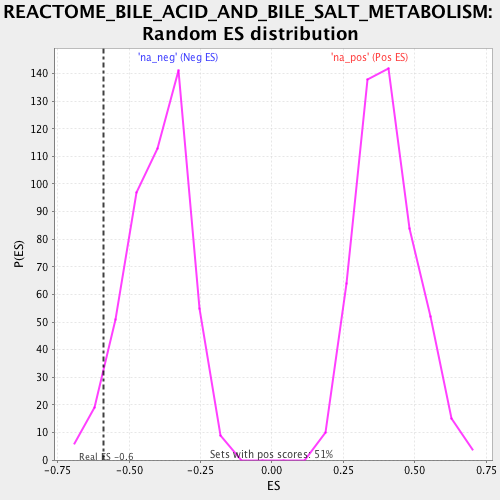 REACTOME_BILE_ACID_AND_BILE_SALT_METABOLISM:
Random ES distribution
'na_neg' (Neg ES)
'na_pos' (Pos ES)
140
130
120
110
100
90
80
70
60
50
40
30
20
10
0
P(ES)
Real ES -0.6
Sets with pos scores: 51%
-0.75
-0.50
-0.25
0.00
0.25
0.50
0.75
ES